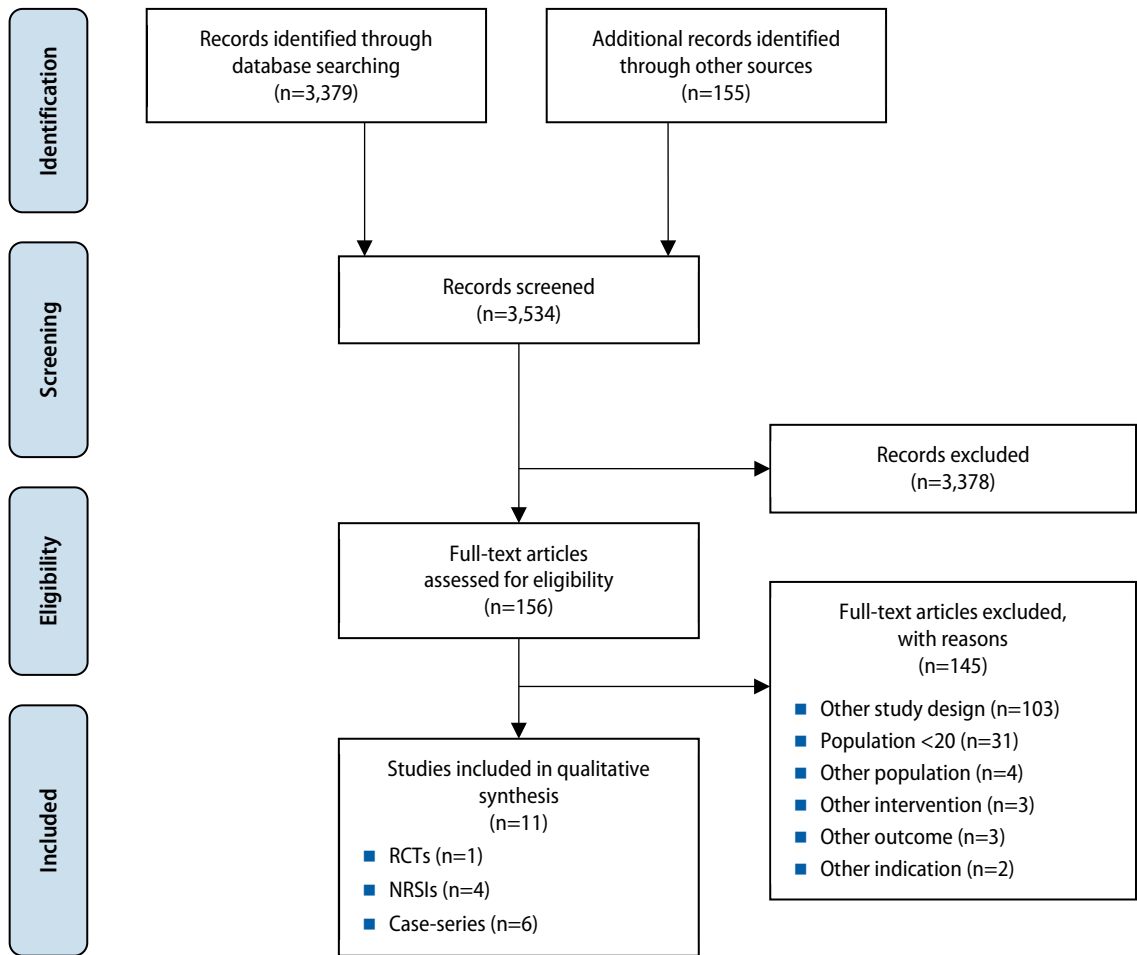 Identification
Records identified through
database searching
(n=3,379)
Additional records identified
through other sources
(n=155)
Screening
Records screened
(n=3,534)
Records excluded
(n=3,378)
Eligibility
Full-text articles
assessed for eligibility
(n=156)
Full-text articles excluded,
with reasons
(n=145)
■ Other study design (n=103)
■ Population <20 (n=31)
■ Other population (n=4)
■ Other intervention (n=3)
■ Other outcome (n=3)
■ Other indication (n=2)
Included
Studies included in qualitative
synthesis
(n=11)
■ RCTs (n=1)
■ NRSIs (n=4)
■ Case-series (n=6)